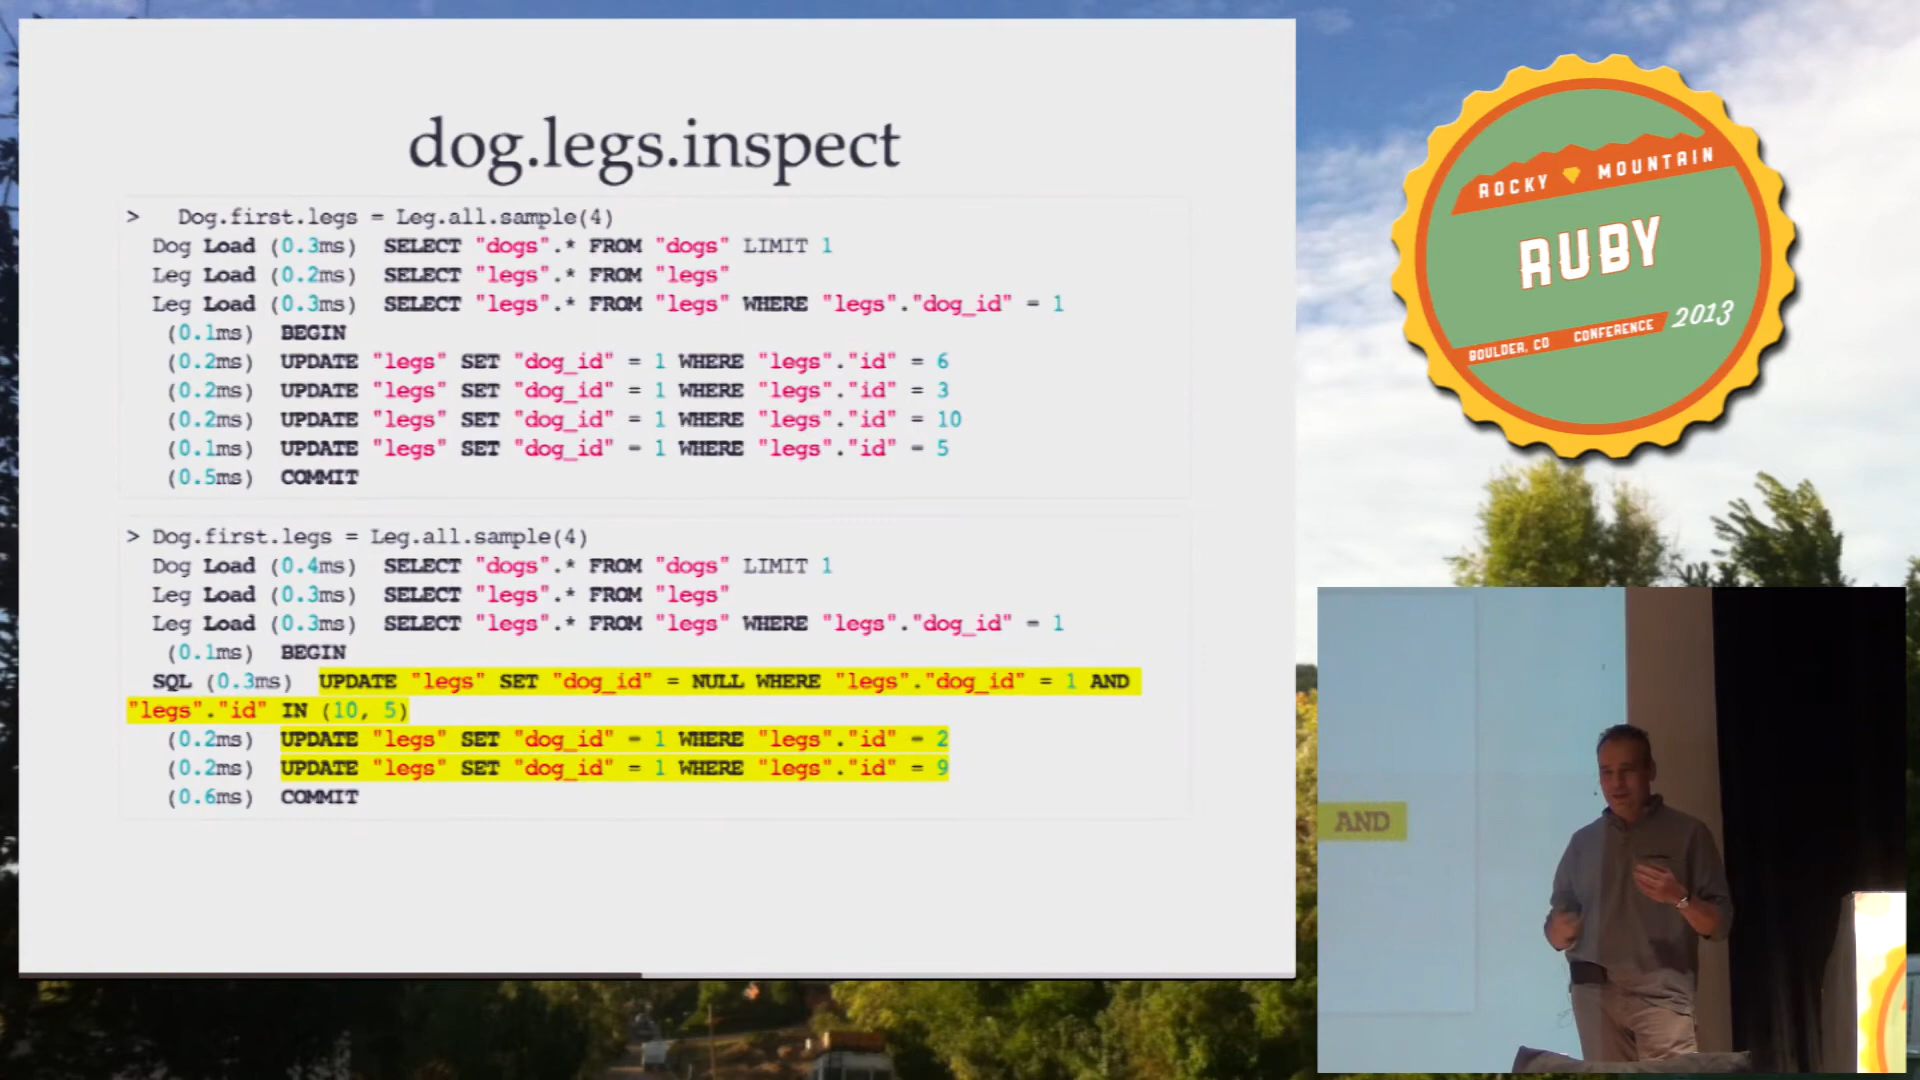 dog.legs.inspect
> Dog.first.legs = Leg.all.sample(4)
Dog Load (0.3ms) SELECT "dogs".* FROM "dogs" LIMIT 1
Leg Load (0.2ms) SELECT "legs".* FROM "legs"
Leg Load (0.3ms) SELECT "legs".* FROM "legs" WHERE "legs"."dog_id" = 1
(0.1ms) BEGIN
(0.2ms) UPDATE "legs" SET "dog_id" = 1 WHERE "legs"."id" = 6
(0.2ms) UPDATE "legs" SET "dog_id" = 1 WHERE "legs"."id" = 3
(0.2ms) UPDATE "legs" SET "dog_id" = 1 WHERE "legs"."id" = 10
(0.1ms) UPDATE "legs" SET "dog_id" = 1 WHERE "legs"."id" = 5
(0.5ms) COMMIT
> Dog.first.legs = Leg.all.sample(4)
Dog Load (0.4ms) SELECT "dogs".* FROM "dogs" LIMIT 1
Leg Load (0.3ms) SELECT "legs".* FROM "legs"
Leg Load (0.3ms) SELECT "legs".* FROM "legs" WHERE "legs"."dog_id" = 1
(0.1ms) BEGIN
SQL (0.3ms) UPDATE "legs" SET "dog_id" = NULL WHERE "legs"."dog_id" = 1 AND
"legs"."id" IN (10, 5)
(0.2ms) UPDATE "legs" SET "dog_id" = 1 WHERE "legs"."id" = 2
(0.2ms) UPDATE "legs" SET "dog_id" = 1 WHERE "legs"."id" = 9
(0.6ms) COMMIT
ROCKY MOUNTAIN
RUBY
BOULDER, CO CONFERENCE 2013
AND